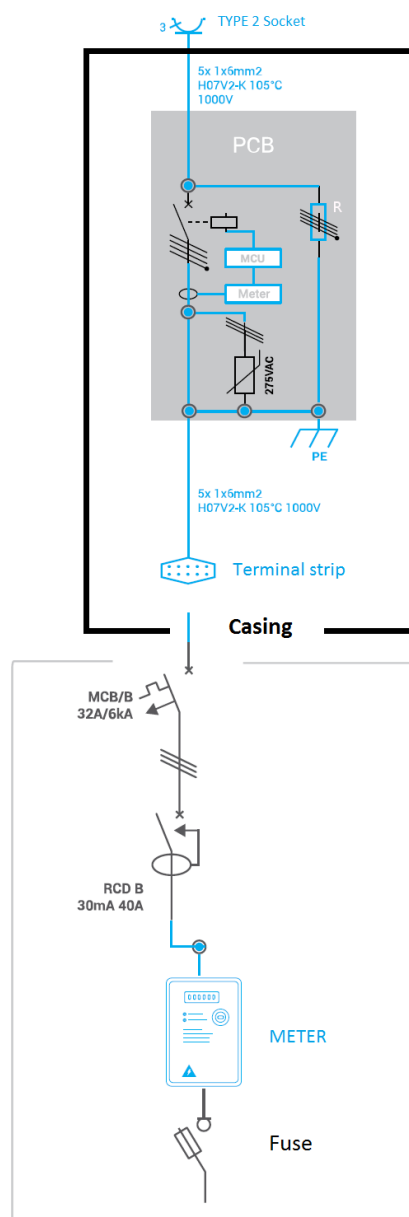 3
TYPE 2 Socket
5x 1x6mm2
H07V2-K 105°C
1000V
PCB
R
MCU
Meter
275VAC
PE
5x 1x6mm2
H07V2-K 105°C 1000V
Terminal strip
Casing
MCB/B
32A/6kA
RCD B
30mA 40A
000000
METER
Fuse